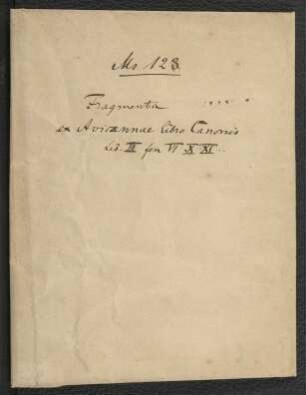 Ms 128
Fragmenta
ex Avicennae libro Canonis
Lib. III fen VI X XI.